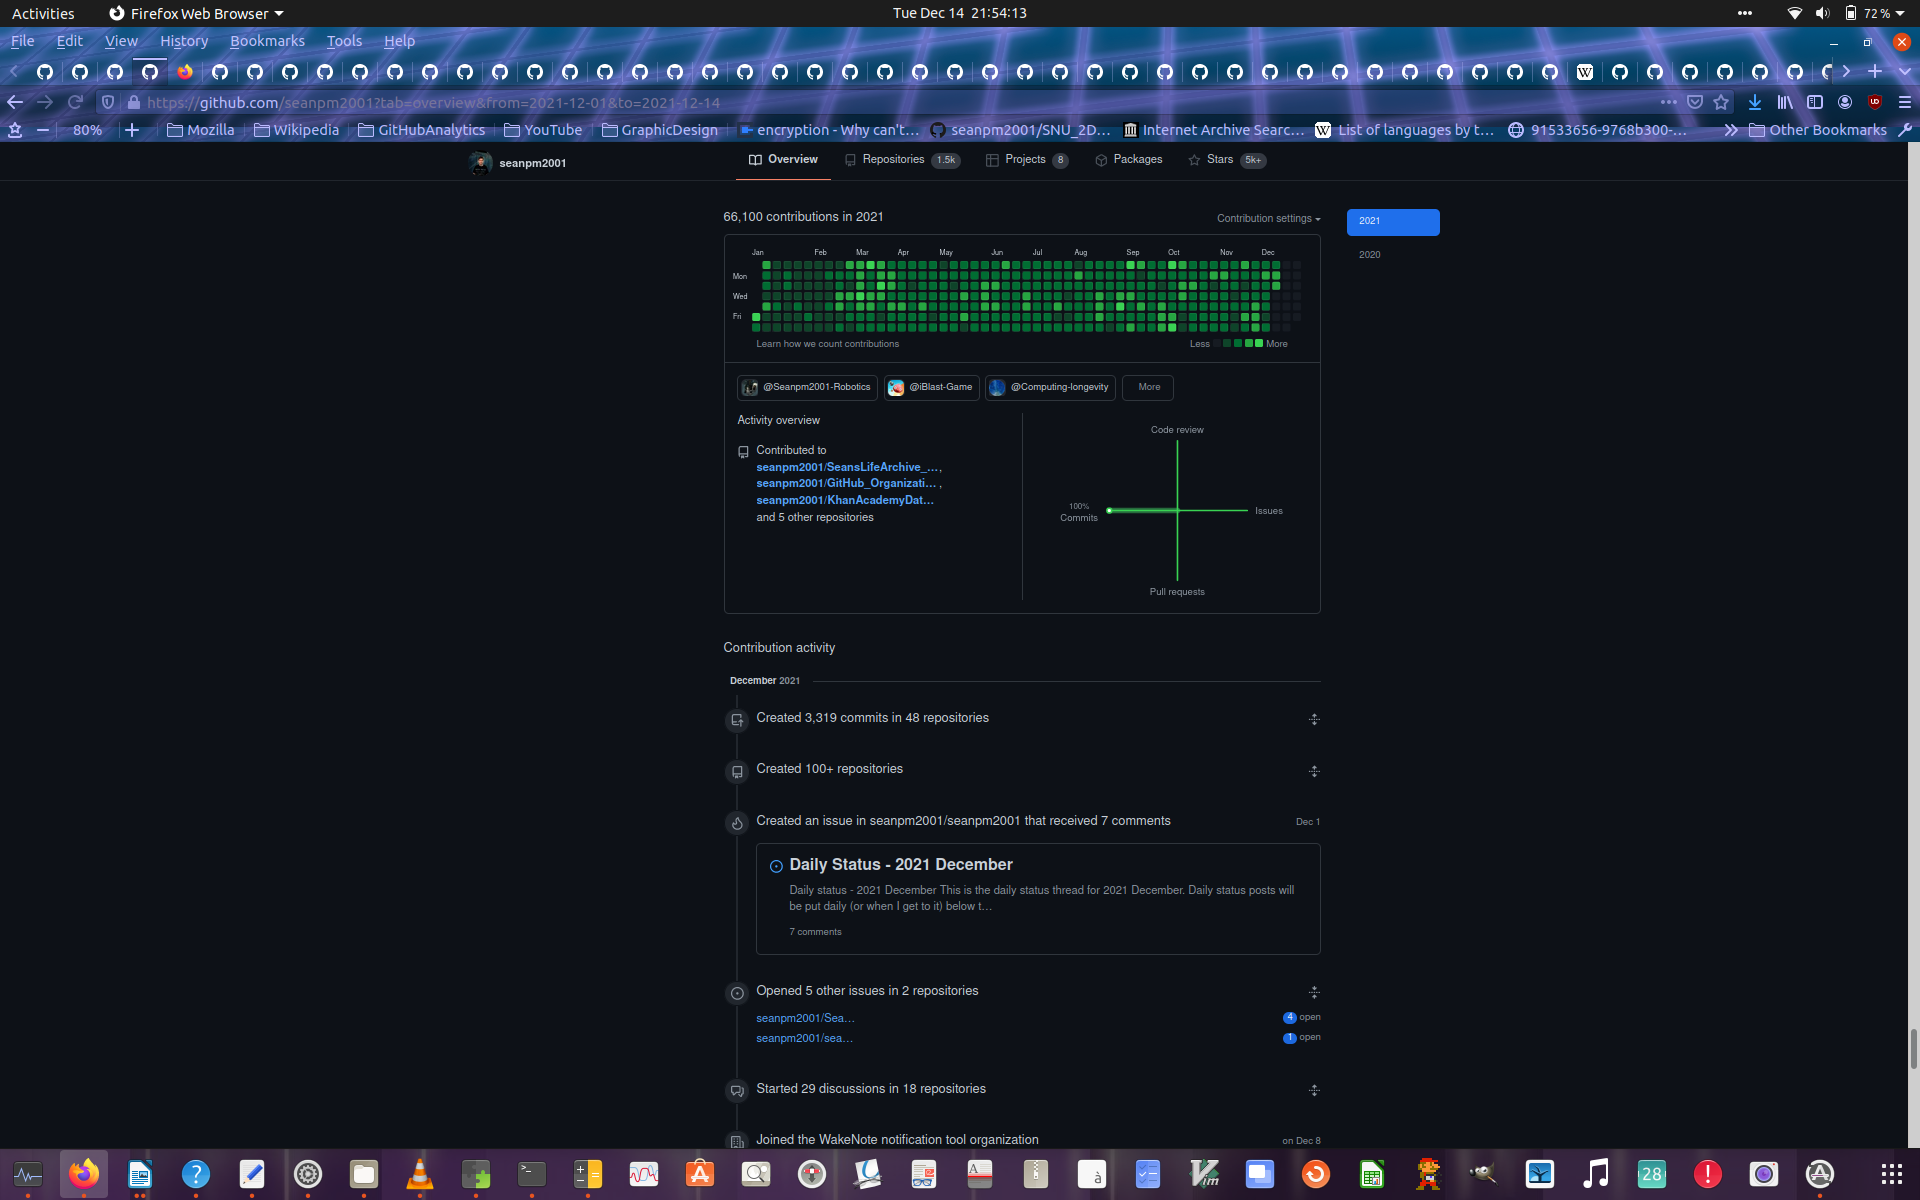 Activities Firefox Web Browser Tue Dec 14 21:54:13 72 %
File Edit View History Bookmarks Tools Help
https://github.com/seanpm2001?tab=overview&from=2021-12-01&to=2021-12-14
80% Mozilla Wikipedia GitHubAnalytics YouTube GraphicDesign encryption - Why can't… seanpm2001/SNU_2D… Internet Archive Searc… List of languages by t… 91533656-9768b300-… Other Bookmarks
seanpm2001 Overview Repositories 1.5k Projects 8 Packages Stars 5k+
66,100 contributions in 2021 Contribution settings 2021
2020
Jan Feb Mar Apr May Jun Jul Aug Sep Oct Nov Dec
Mon
Wed
Fri
Learn how we count contributions Less More
@Seanpm2001-Robotics @iBlast-Game @Computing-longevity More
Activity overview
Contributed to
seanpm2001/SeansLifeArchive_…,
seanpm2001/GitHub_Organizati… ,
seanpm2001/KhanAcademyDat…
and 5 other repositories
Code review
100%
Commits
Issues
Pull requests
Contribution activity
December 2021
Created 3,319 commits in 48 repositories
Created 100+ repositories
Created an issue in seanpm2001/seanpm2001 that received 7 comments Dec 1
Daily Status - 2021 December
Daily status - 2021 December This is the daily status thread for 2021 December. Daily status posts will
be put daily (or when I get to it) below t…
7 comments
Opened 5 other issues in 2 repositories
seanpm2001/Sea… 4 open
seanpm2001/sea… 1 open
Started 29 discussions in 18 repositories
Joined the WakeNote notification tool organization on Dec 8
28